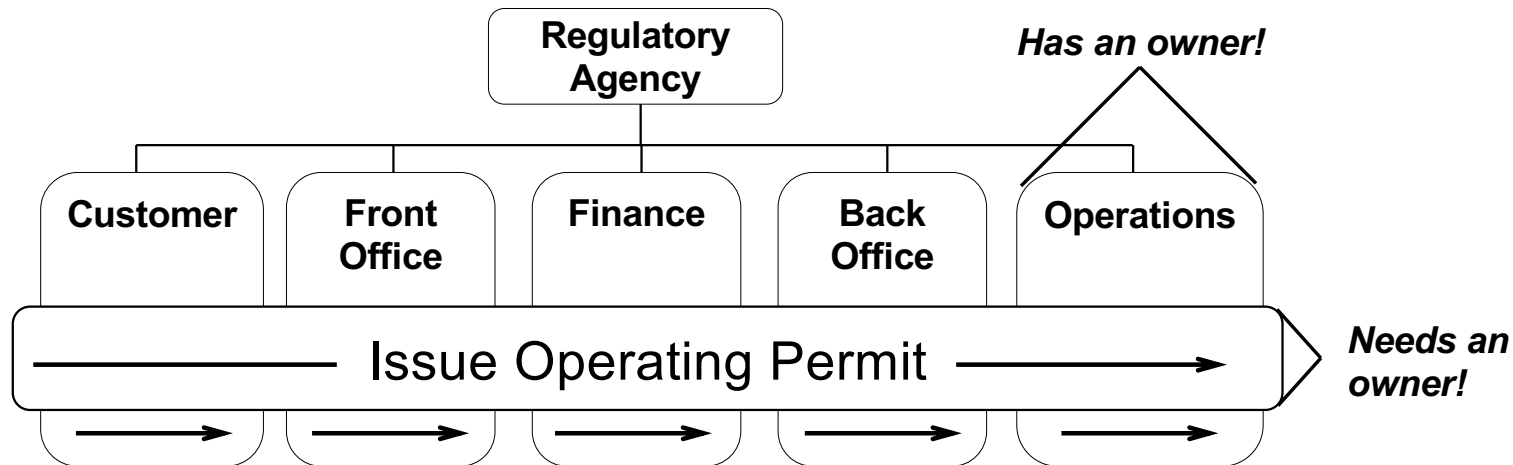 Regulatory
Agency
Has an owner!
Customer
Front
Office
Finance
Back
Office
Operations
Issue Operating Permit
Needs an
owner!